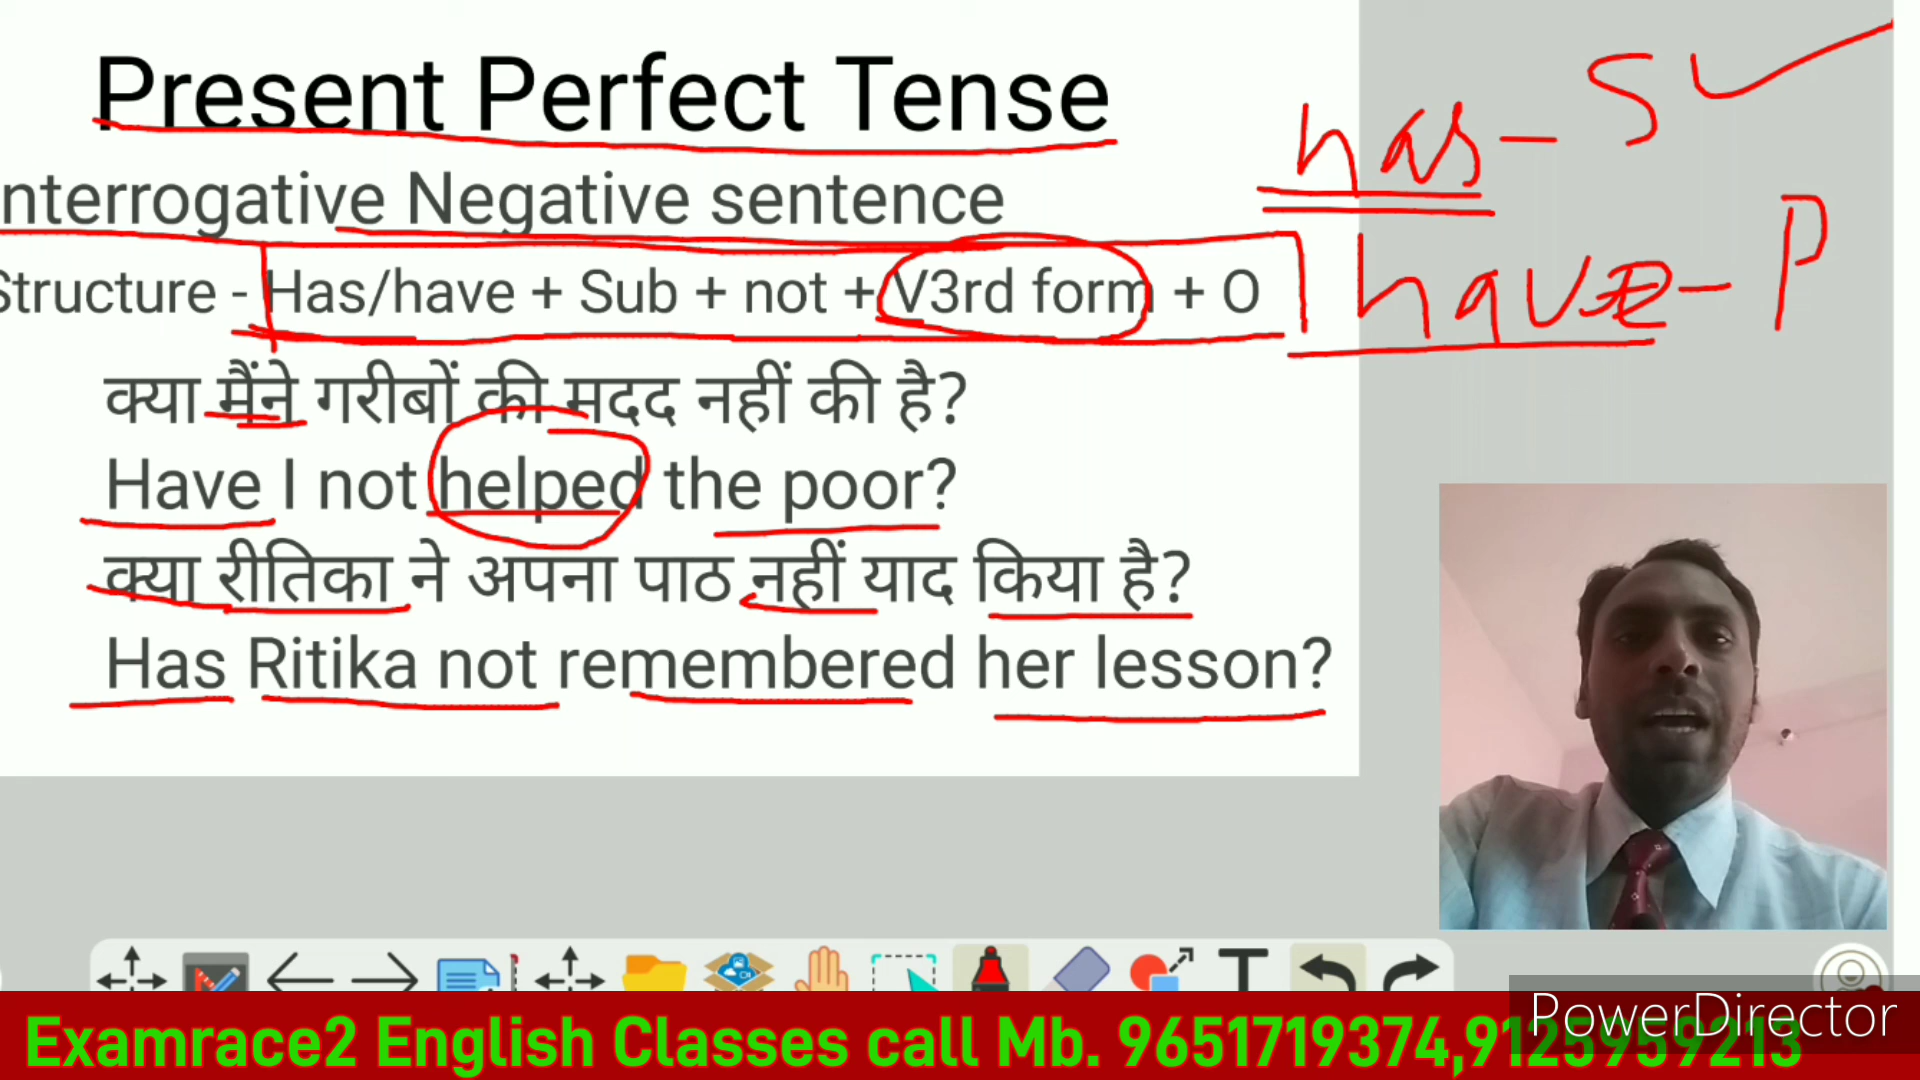 Present Perfect Tense
nterrogative Negative sentence
Structure - Has/have + Sub + not + V3rd form + O
क्या मैंने गरीबों की मदद नहीं की है?
Have I not helped the poor?
क्या रीतिका ने अपना पाठ नहीं याद किया है?
Has Ritika not remembered her lesson?
has - S
have - P
PowerDirector
Examrace2 English Classes call Mb. 9651719374,9125959213